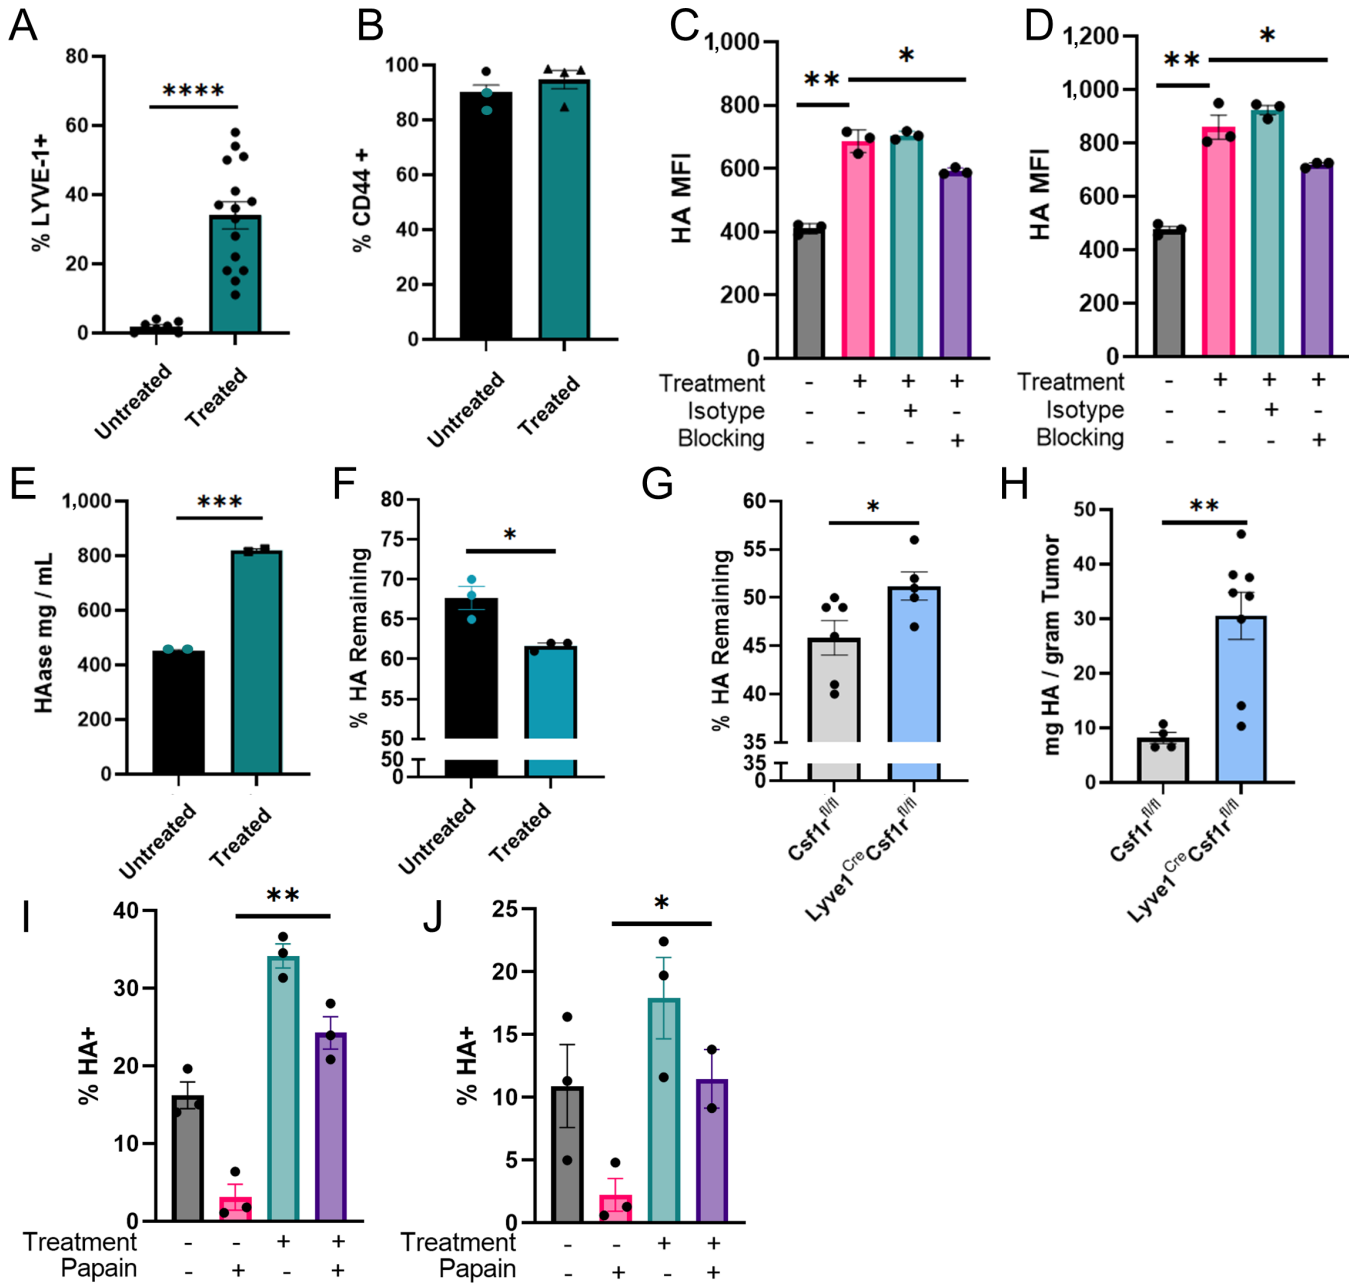 A
% LYVE-1+
80
60
40
20
0
****
Untreated
Treated
B
% CD44 +
100
80
60
40
20
0
Untreated
Treated
C
HA MFI
1,000
800
600
400
200
0
**
*
Treatment - + + +
Isotype - - + -
Blocking - - - +
D
HA MFI
1,200
1,000
800
600
400
200
0
**
*
Treatment - + + +
Isotype - - + -
Blocking - - - +
E
HAase mg / mL
1,000
800
600
400
200
0
***
Untreated
Treated
F
% HA Remaining
80
75
70
65
60
55
50
50
0
*
Untreated
Treated
G
% HA Remaining
60
55
50
45
40
35
35
0
*
Csf1r^fl/fl
Lyve1^Cre Csf1r^fl/fl
H
mg HA / gram Tumor
50
40
30
20
10
0
**
Csf1r^fl/fl
Lyve1^Cre Csf1r^fl/fl
I
% HA+
40
30
20
10
0
**
Treatment - - + +
Papain - + - +
J
% HA+
25
20
15
10
5
0
*
Treatment - - + +
Papain - + - +